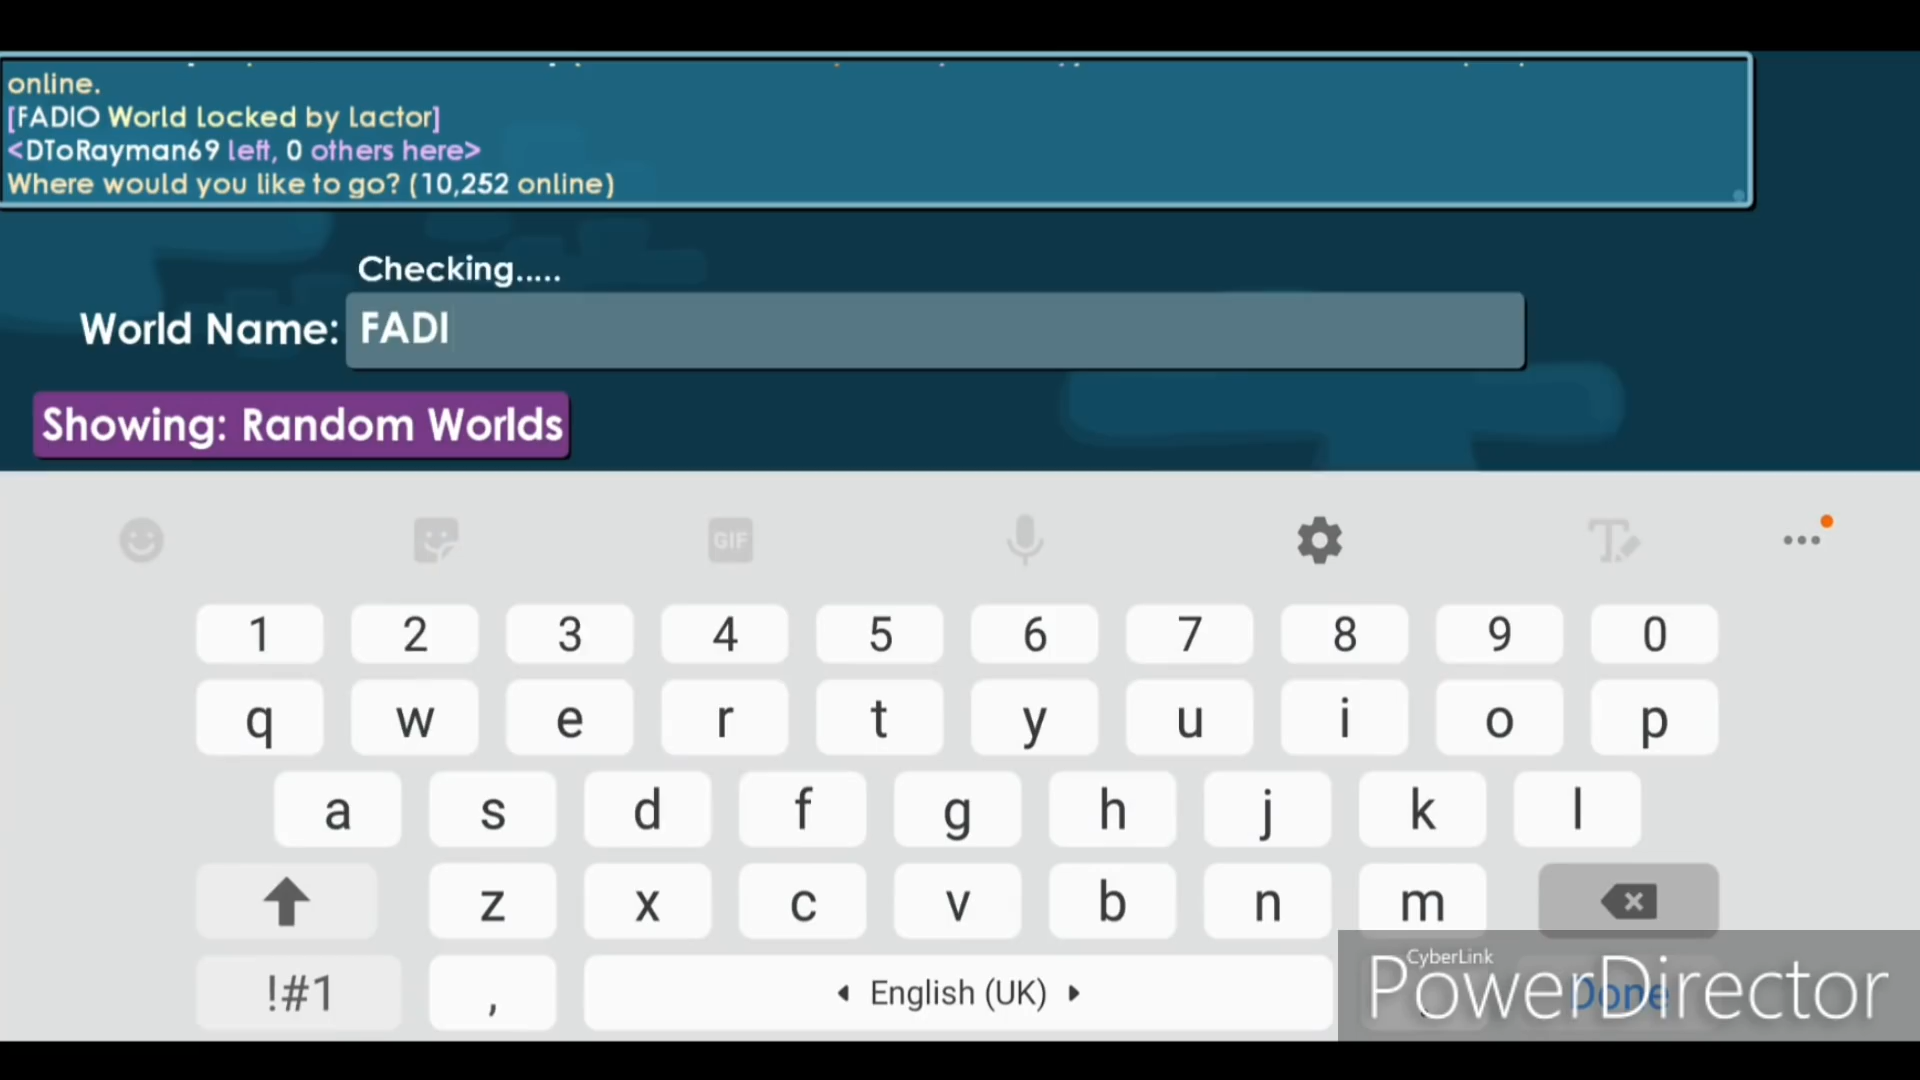 online.
[FADIO World Locked by Lactor]
<DToRayman69 left, 0 others here>
Where would you like to go? (10,252 online)
Checking.....
World Name: FADI
Showing: Random Worlds
GIF
1 2 3 4 5 6 7 8 9 0
q w e r t y u i o p
a s d f g h j k l
z x c v b n m
!#1 , English (UK) Done
CyberLink
PowerDirector